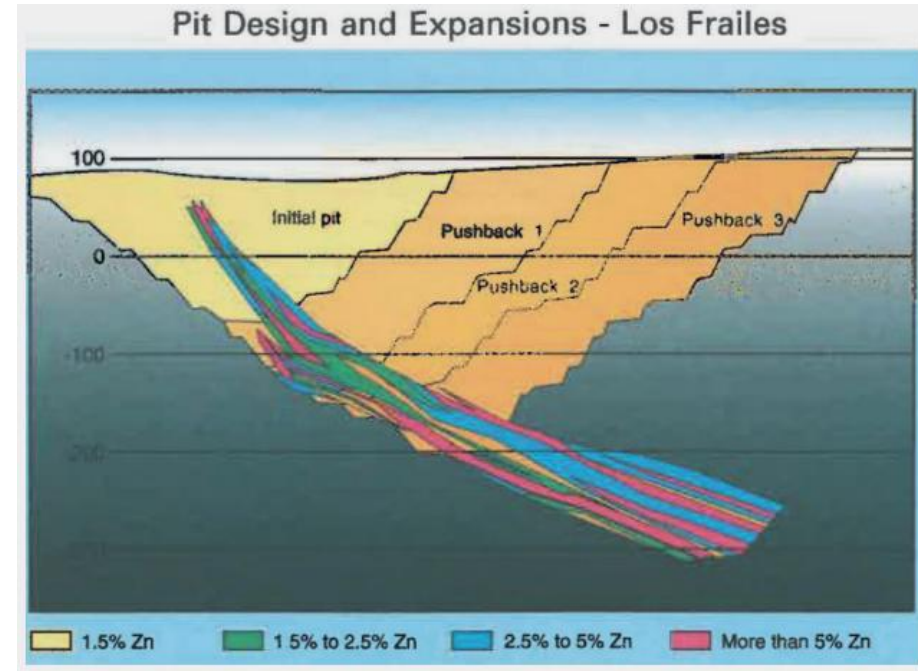 Pit Design and Expansions - Los Frailes
100
Initial pit
Pushback 1
Pushback 3
0
Pushback 2
-100
-200
1.5% Zn
1 5% to 2.5% Zn
2.5% to 5% Zn
More than 5% Zn